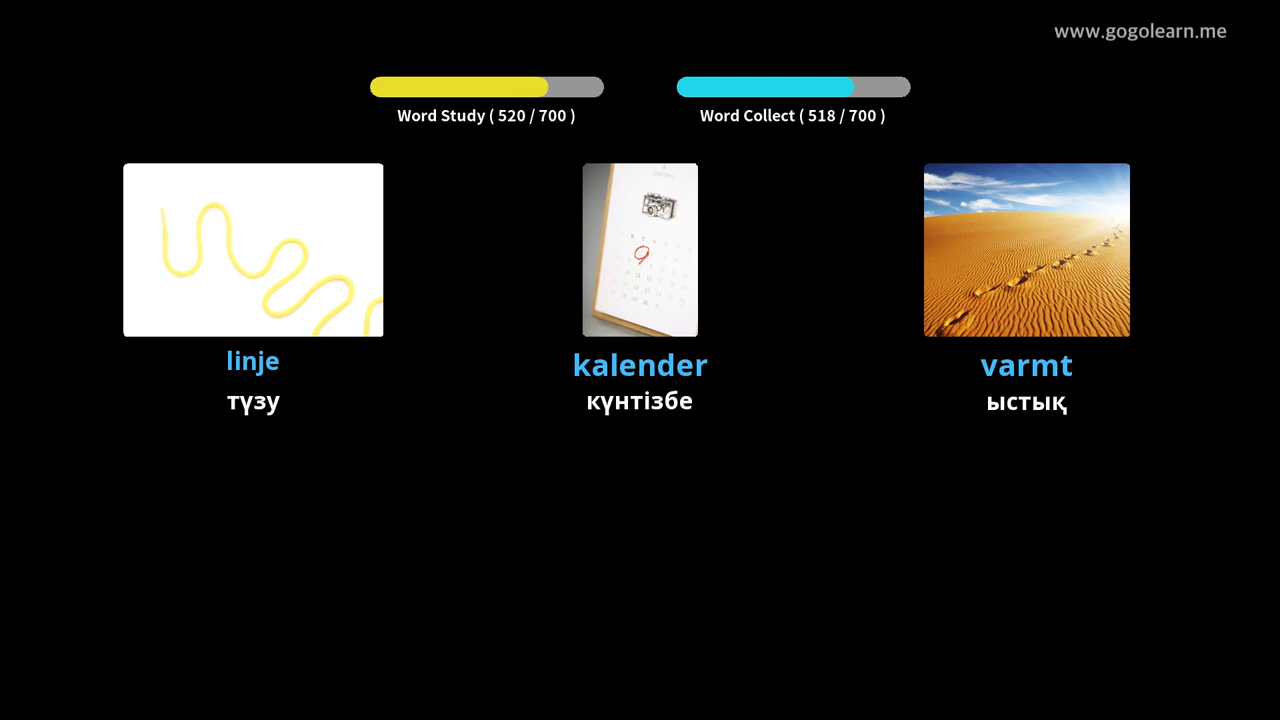 www.gogolearn.me
Word Study ( 520 / 700 )
Word Collect ( 518 / 700 )
linje
kalender
varmt
түзу
күнтізбе
ыстық